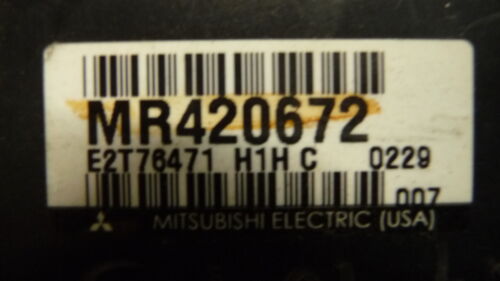 MR420672
E2T76471 H1H C 0229
007
MITSUBISHI ELECTRIC (USA)